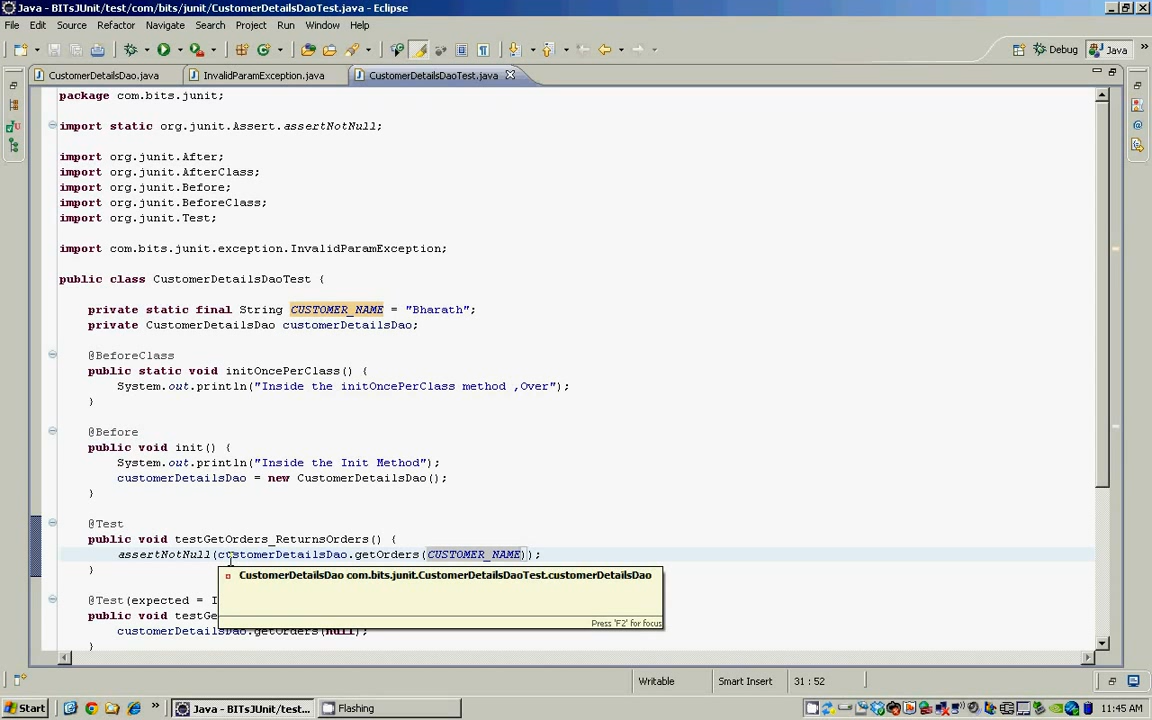 Java - BITsJUnit/test/com/bits/junit/CustomerDetailsDaoTest.java - Eclipse
File Edit Source Refactor Navigate Search Project Run Window Help
Debug Java
CustomerDetailsDao.java InvalidParamException.java CustomerDetailsDaoTest.java
package com.bits.junit;
import static org.junit.Assert.assertNotNull;
import org.junit.After;
import org.junit.AfterClass;
import org.junit.Before;
import org.junit.BeforeClass;
import org.junit.Test;
import com.bits.junit.exception.InvalidParamException;
public class CustomerDetailsDaoTest {
private static final String CUSTOMER_NAME = "Bharath";
private CustomerDetailsDao customerDetailsDao;
@BeforeClass
public static void initOncePerClass() {
System.out.println("Inside the initOncePerClass method ,Over");
}
@Before
public void init() {
System.out.println("Inside the Init Method");
customerDetailsDao = new CustomerDetailsDao();
}
@Test
public void testGetOrders_ReturnsOrders() {
assertNotNull(customerDetailsDao.getOrders(CUSTOMER_NAME));
}
CustomerDetailsDao com.bits.junit.CustomerDetailsDaoTest.customerDetailsDao
Press 'F2' for focus
@Test(expected = I
public void testGe
customerDetailsDao.getOrders(null);
}
Writable Smart Insert 31 : 52
Start Java - BITsJUnit/test... Flashing 11:45 AM